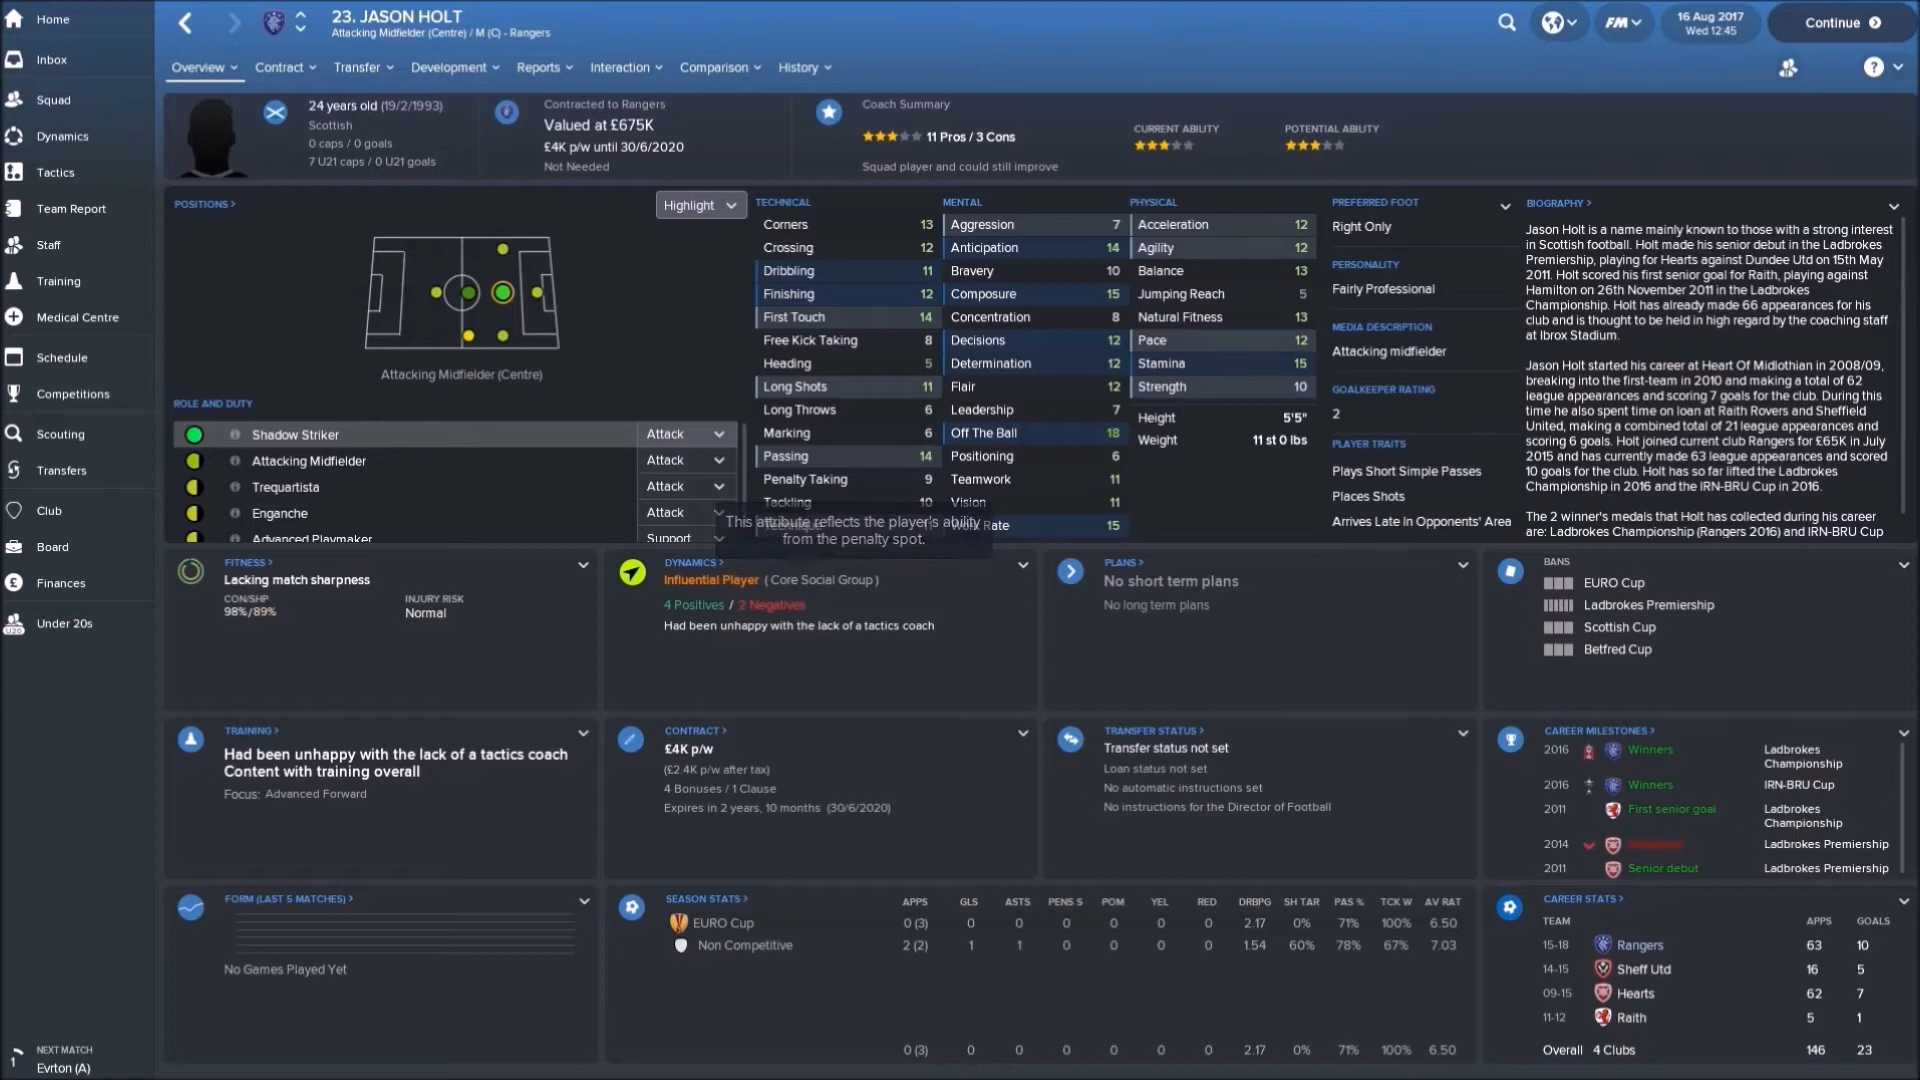 Home
Inbox
Squad
Dynamics
Tactics
Team Report
Staff
Training
Medical Centre
Schedule
Competitions
Scouting
Transfers
Club
Board
Finances
U20
Under 20s
1
NEXT MATCH
Evrton (A)
23. JASON HOLT
Attacking Midfielder (Centre) / M (C) - Rangers
FM
16 Aug 2017
Wed 12:45
Continue
Overview Contract Transfer Development Reports Interaction Comparison History
?
24 years old (19/2/1993)
Scottish
0 caps / 0 goals
7 U21 caps / 0 U21 goals
Contracted to Rangers
Valued at £675K
£4K p/w until 30/6/2020
Not Needed
Coach Summary
11 Pros / 3 Cons
Squad player and could still improve
CURRENT ABILITY
POTENTIAL ABILITY
POSITIONS >
Highlight
Attacking Midfielder (Centre)
ROLE AND DUTY
Shadow Striker Attack
Attacking Midfielder Attack
Trequartista Attack
Enganche Attack
Advanced Playmaker Support
TECHNICAL
Corners 13
Crossing 12
Dribbling 11
Finishing 12
First Touch 14
Free Kick Taking 8
Heading 5
Long Shots 11
Long Throws 6
Marking 6
Passing 14
Penalty Taking 9
Tackling 10
Technique
MENTAL
Aggression 7
Anticipation 14
Bravery 10
Composure 15
Concentration 8
Decisions 12
Determination 12
Flair 12
Leadership 7
Off The Ball 18
Positioning 6
Teamwork 11
Vision 11
Work Rate 15
This attribute reflects the player's ability
from the penalty spot.
PHYSICAL
Acceleration 12
Agility 12
Balance 13
Jumping Reach 5
Natural Fitness 13
Pace 12
Stamina 15
Strength 10
Height 5'5"
Weight 11 st 0 lbs
PREFERRED FOOT
Right Only
PERSONALITY
Fairly Professional
MEDIA DESCRIPTION
Attacking midfielder
GOALKEEPER RATING
2
PLAYER TRAITS
Plays Short Simple Passes
Places Shots
Arrives Late In Opponents' Area
BIOGRAPHY >
Jason Holt is a name mainly known to those with a strong interest
in Scottish football. Holt made his senior debut in the Ladbrokes
Premiership, playing for Hearts against Dundee Utd on 15th May
2011. Holt scored his first senior goal for Raith, playing against
Hamilton on 26th November 2011 in the Ladbrokes
Championship. Holt has already made 66 appearances for his
club and is thought to be held in high regard by the coaching staff
at Ibrox Stadium.
Jason Holt started his career at Heart Of Midlothian in 2008/09,
breaking into the first-team in 2010 and making a total of 62
league appearances and scoring 7 goals for the club. During this
time he also spent time on loan at Raith Rovers and Sheffield
United, making a combined total of 21 league appearances and
scoring 6 goals. Holt joined current club Rangers for £65K in July
2015 and has currently made 63 league appearances and scored
10 goals for the club. Holt has so far lifted the Ladbrokes
Championship in 2016 and the IRN-BRU Cup in 2016.
The 2 winner's medals that Holt has collected during his career
are: Ladbrokes Championship (Rangers 2016) and IRN-BRU Cup
FITNESS >
Lacking match sharpness
CON/SHP
98%/89%
INJURY RISK
Normal
DYNAMICS >
Influential Player ( Core Social Group )
4 Positives / 2 Negatives
Had been unhappy with the lack of a tactics coach
PLANS >
No short term plans
No long term plans
BANS
EURO Cup
Ladbrokes Premiership
Scottish Cup
Betfred Cup
TRAINING >
Had been unhappy with the lack of a tactics coach
Content with training overall
Focus: Advanced Forward
CONTRACT >
£4K p/w
(£2.4K p/w after tax)
4 Bonuses / 1 Clause
Expires in 2 years, 10 months (30/6/2020)
TRANSFER STATUS >
Transfer status not set
Loan status not set
No automatic instructions set
No instructions for the Director of Football
CAREER MILESTONES >
2016 Winners Ladbrokes
Championship
2016 Winners IRN-BRU Cup
2011 First senior goal Ladbrokes
Championship
2014 Ladbrokes Premiership
2011 Senior debut Ladbrokes Premiership
FORM (LAST 5 MATCHES) >
No Games Played Yet
SEASON STATS > APPS GLS ASTS PENS S POM YEL RED DRBPG SH TAR PAS % TCK W AV RAT
EURO Cup 0 (3) 0 0 0 0 0 0 2.17 0% 71% 100% 6.50
Non Competitive 2 (2) 1 1 0 0 0 0 1.54 60% 78% 67% 7.03
0 (3) 0 0 0 0 0 0 2.17 0% 71% 100% 6.50
CAREER STATS >
TEAM APPS GOALS
15-18 Rangers 63 10
14-15 Sheff Utd 16 5
09-15 Hearts 62 7
11-12 Raith 5 1
Overall 4 Clubs 146 23